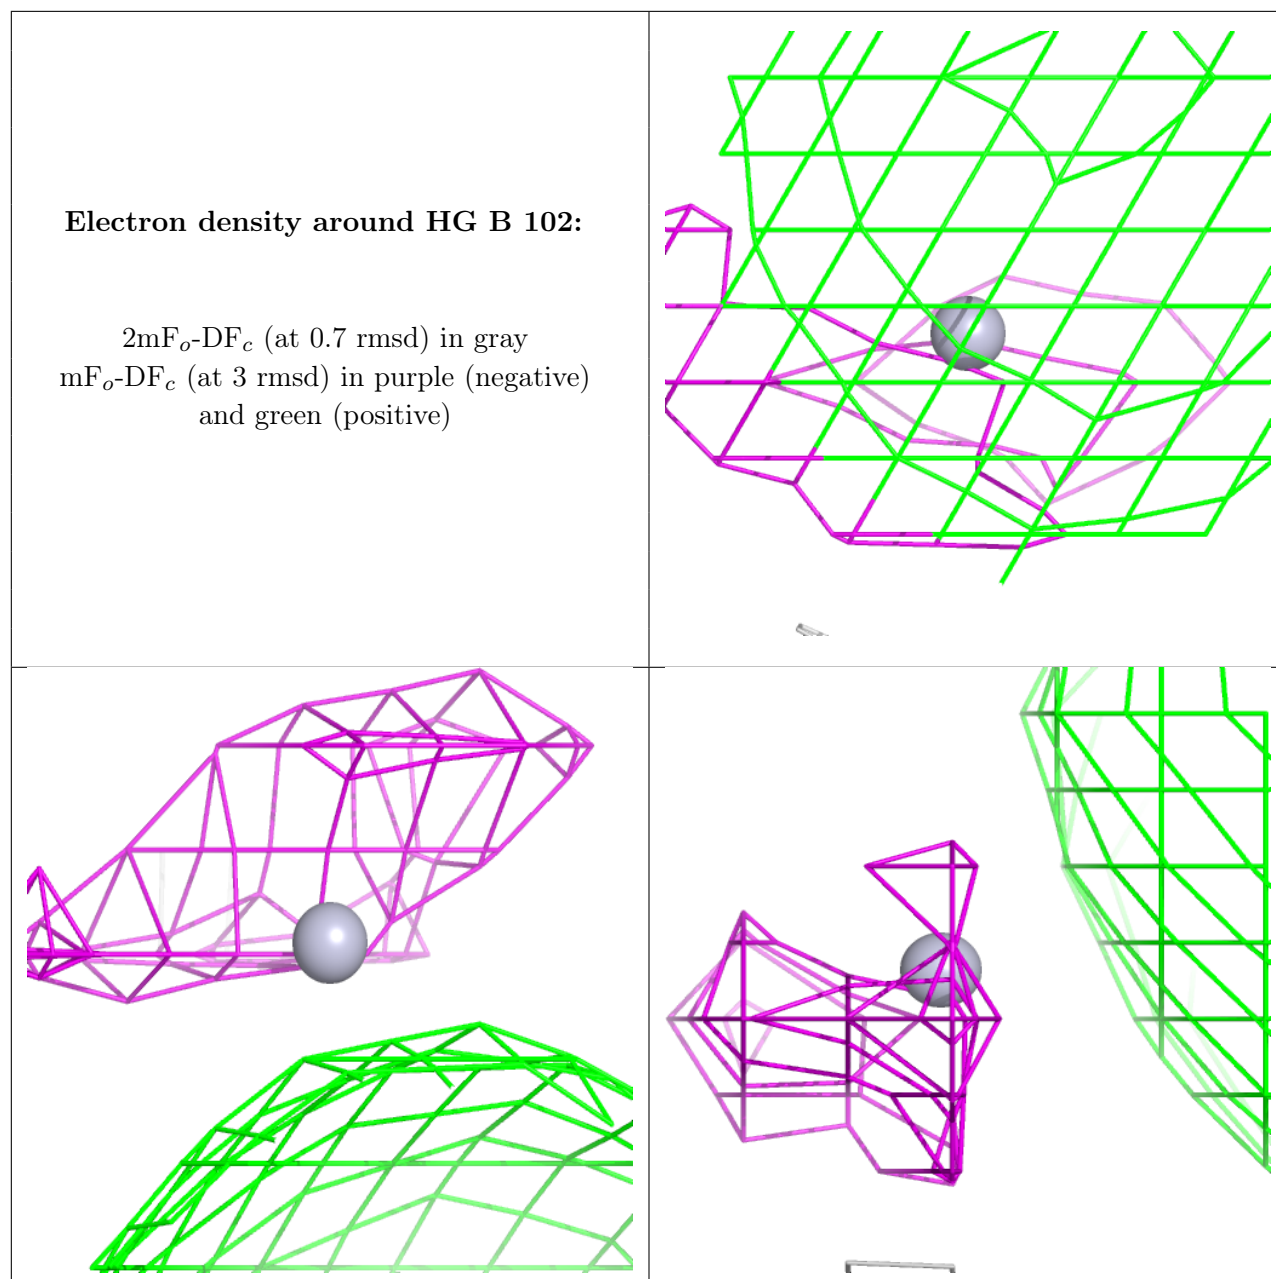 Electron density around HG B 102:
2mFo-DFc (at 0.7 rmsd) in gray
mFo-DFc (at 3 rmsd) in purple (negative)
and green (positive)